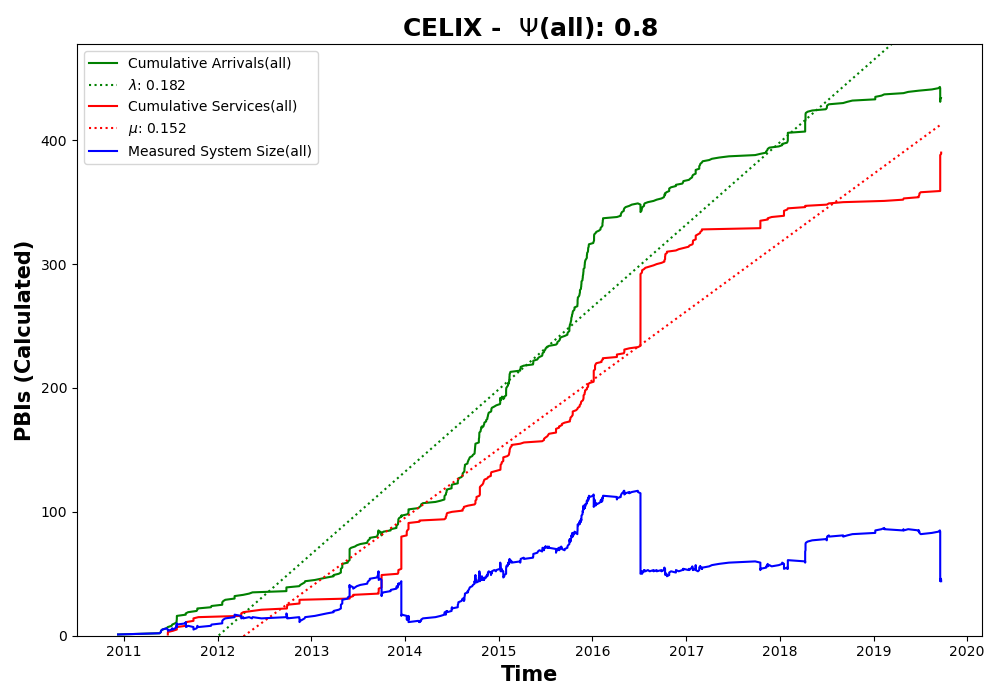 CELIX -  Ψ(all): 0.8
Cumulative Arrivals(all)
λ: 0.182
Cumulative Services(all)
μ: 0.152
Measured System Size(all)
PBIs (Calculated)
400
300
200
100
0
2011 2012 2013 2014 2015 2016 2017 2018 2019 2020
Time